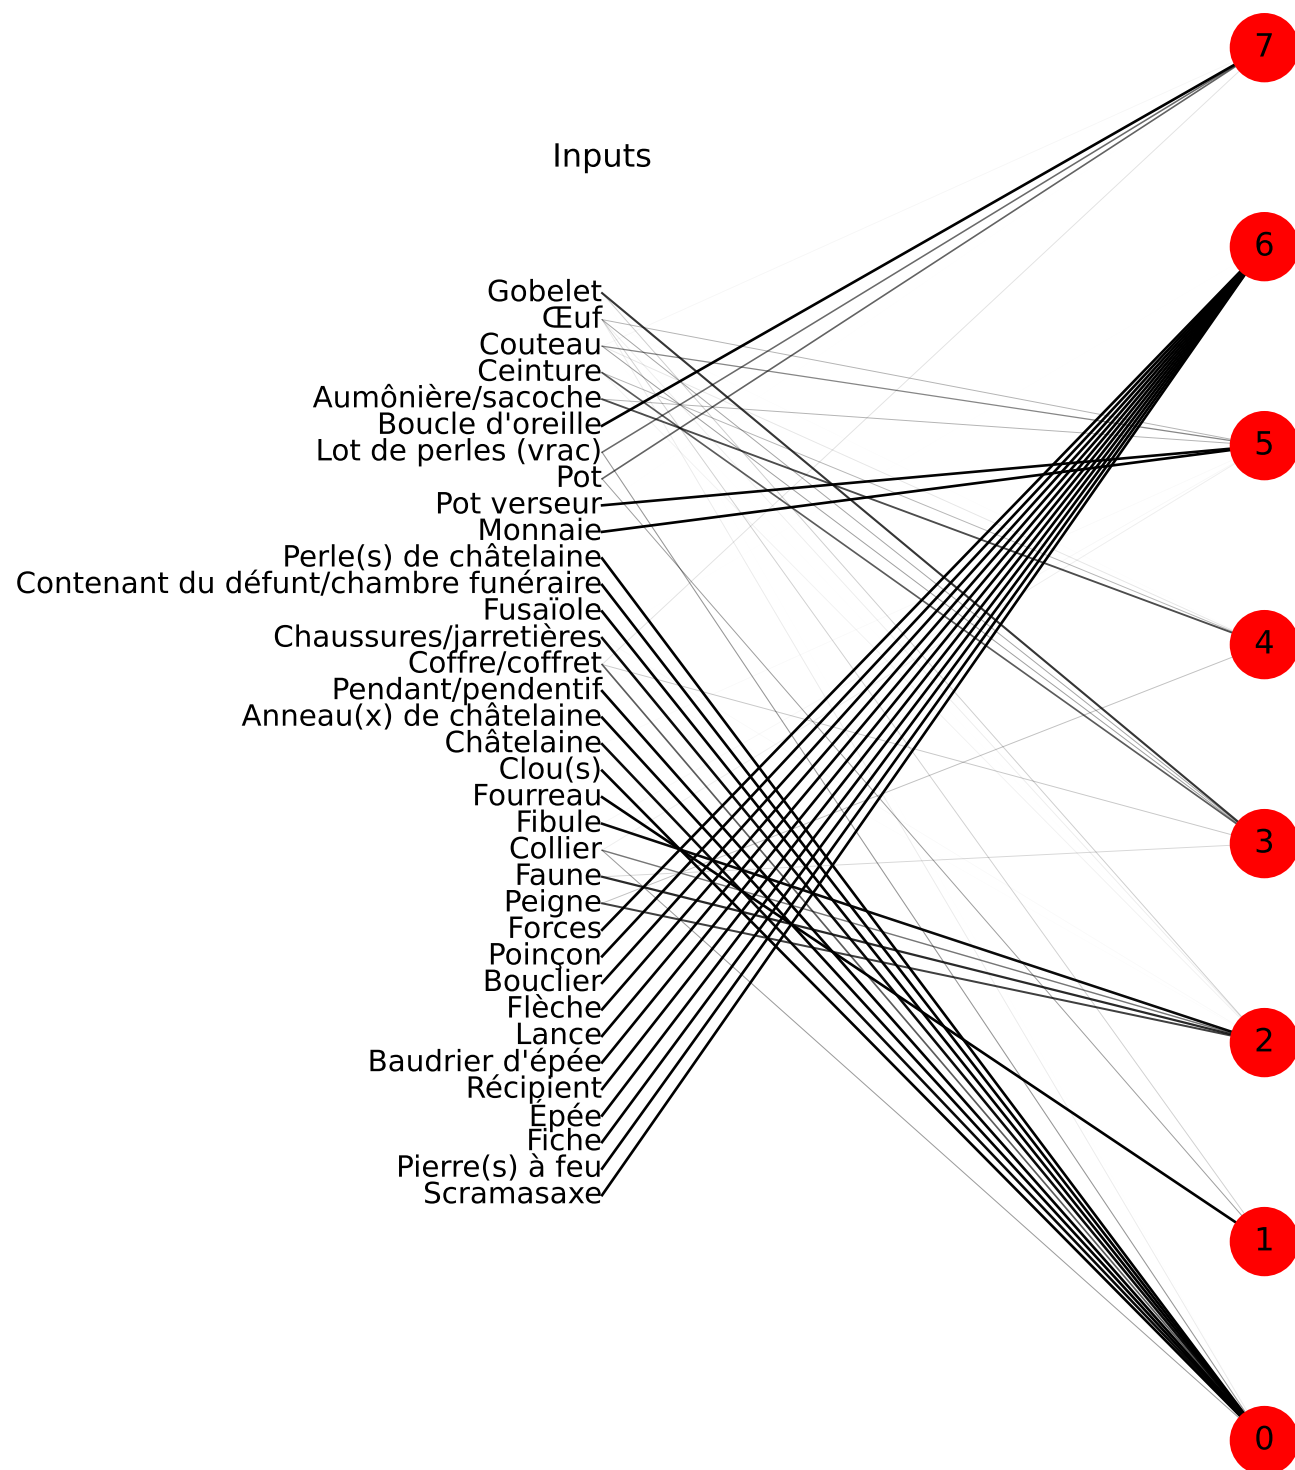 7
Inputs
6
Gobelet
Œuf
Couteau
Ceinture
Aumônière/sacoche
Boucle d'oreille
5
Lot de perles (vrac)
Pot
Pot verseur
Monnaie
Perle(s) de châtelaine
Contenant du défunt/chambre funéraire
Fusaïole
Chaussures/jarretières
4
Coffre/coffret
Pendant/pendentif
Anneau(x) de châtelaine
Châtelaine
Clou(s)
Fourreau
Fibule
3
Collier
Faune
Peigne
Forces
Poinçon
Bouclier
Flèche
Lance
2
Baudrier d'épée
Récipient
Épée
Fiche
Pierre(s) à feu
Scramasaxe
1
0